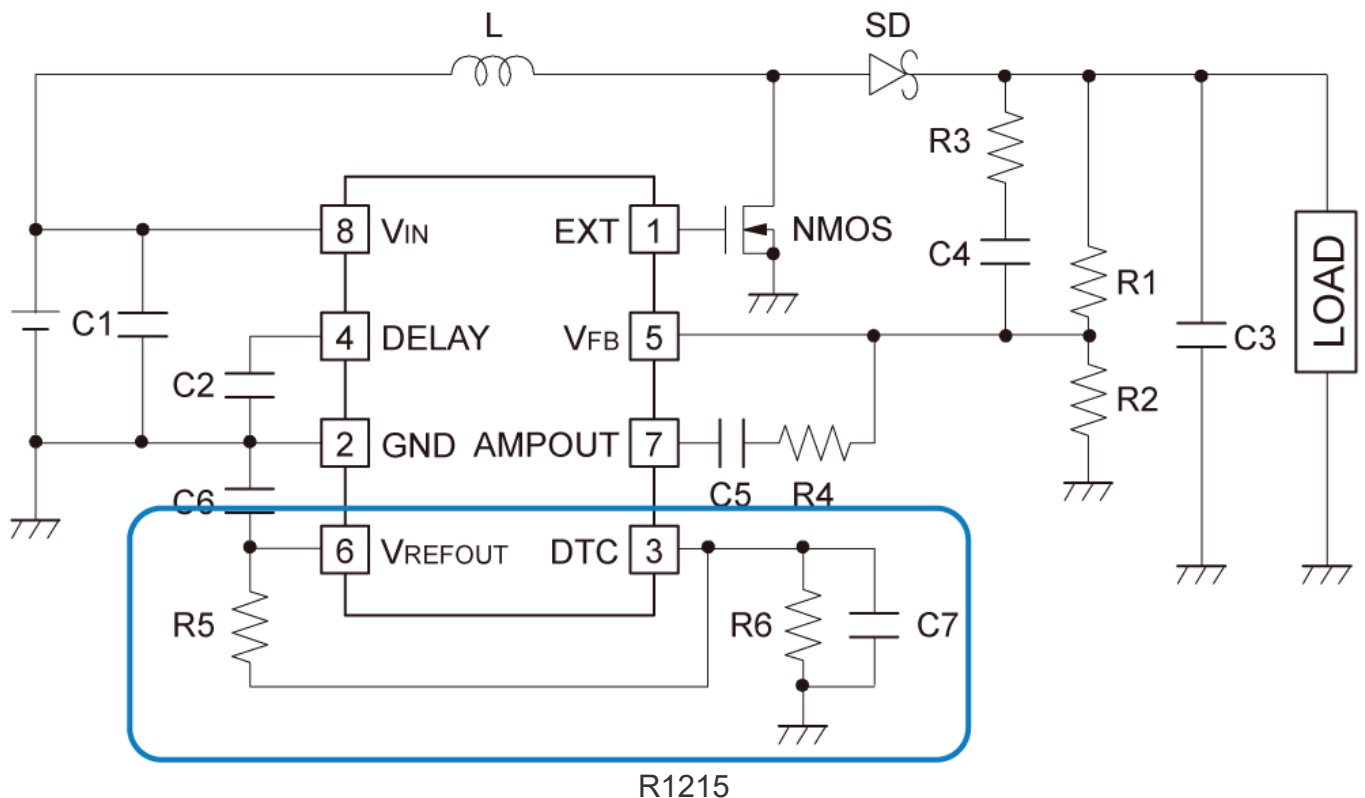 L
SD
R3
8 VIN
EXT 1
NMOS
C4
R1
LOAD
C1
4 DELAY
VFB 5
C3
C2
R2
2 GND
AMPOUT 7
C6
C5
R4
6 VREFOUT
DTC 3
R5
R6
C7
R1215